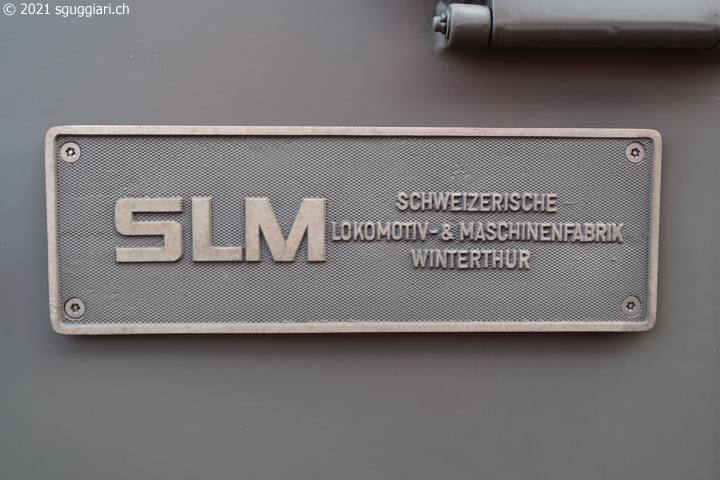 © 2021 sguggiari.ch
SLM
SCHWEIZERISCHE
LOKOMOTIV- & MASCHINENFABRIK
WINTERTHUR